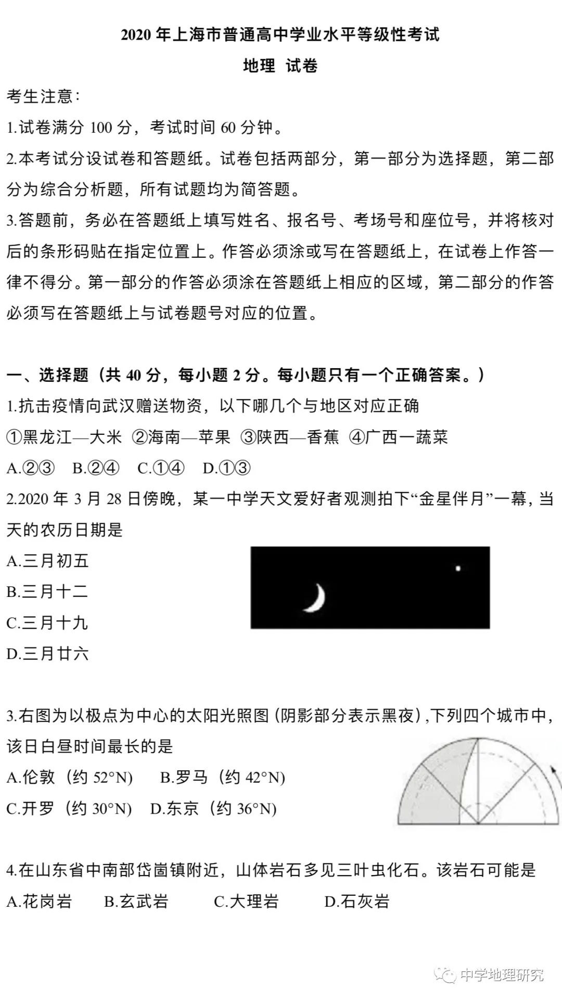 2020 年上海市普通高中学业水平等级性考试
地理 试卷
考生注意：
1.试卷满分 100 分，考试时间 60 分钟。
2.本考试分设试卷和答题纸。试卷包括两部分，第一部分为选择题，第二部
分为综合分析题，所有试题均为简答题。
3.答题前，务必在答题纸上填写姓名、报名号、考场号和座位号，并将核对
后的条形码贴在指定位置上。作答必须涂或写在答题纸上，在试卷上作答一
律不得分。第一部分的作答必须涂在答题纸上相应的区域，第二部分的作答
必须写在答题纸上与试卷题号对应的位置。
一、选择题（共 40 分，每小题 2 分。每小题只有一个正确答案。）
1.抗击疫情向武汉赠送物资，以下哪几个与地区对应正确
①黑龙江—大米 ②海南—苹果 ③陕西—香蕉 ④广西一蔬菜
A.②③ B.②④ C.①④ D.①③
2.2020 年 3 月 28 日傍晚，某一中学天文爱好者观测拍下“金星伴月”一幕，当
天的农历日期是
A.三月初五
B.三月十二
C.三月十九
D.三月廿六
3.右图为以极点为中心的太阳光照图（阴影部分表示黑夜）,下列四个城市中，
该日白昼时间最长的是
A.伦敦（约 52°N) B.罗马（约 42°N)
C.开罗（约 30°N) D.东京（约 36°N)
4.在山东省中南部岱崮镇附近，山体岩石多见三叶虫化石。该岩石可能是
A.花岗岩 B.玄武岩 C.大理岩 D.石灰岩
中学地理研究